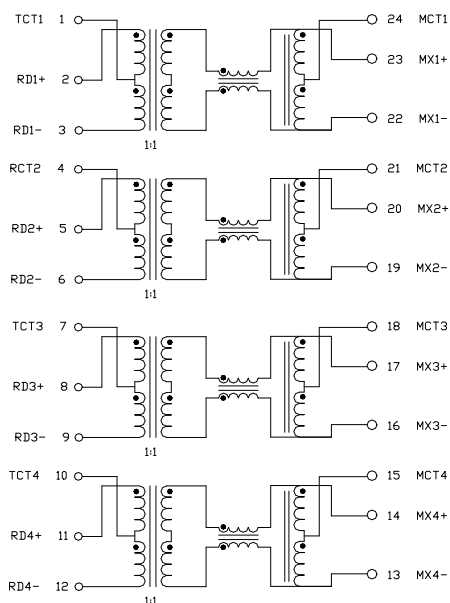 TCT1 1 24 MCT1
23 MX1+
RD1+ 2
RD1- 3 22 MX1-
1:1
RCT2 4 21 MCT2
20 MX2+
RD2+ 5
RD2- 6 19 MX2-
1:1
TCT3 7 18 MCT3
17 MX3+
RD3+ 8
RD3- 9 16 MX3-
1:1
TCT4 10 15 MCT4
14 MX4+
RD4+ 11
RD4- 12 13 MX4-
1:1